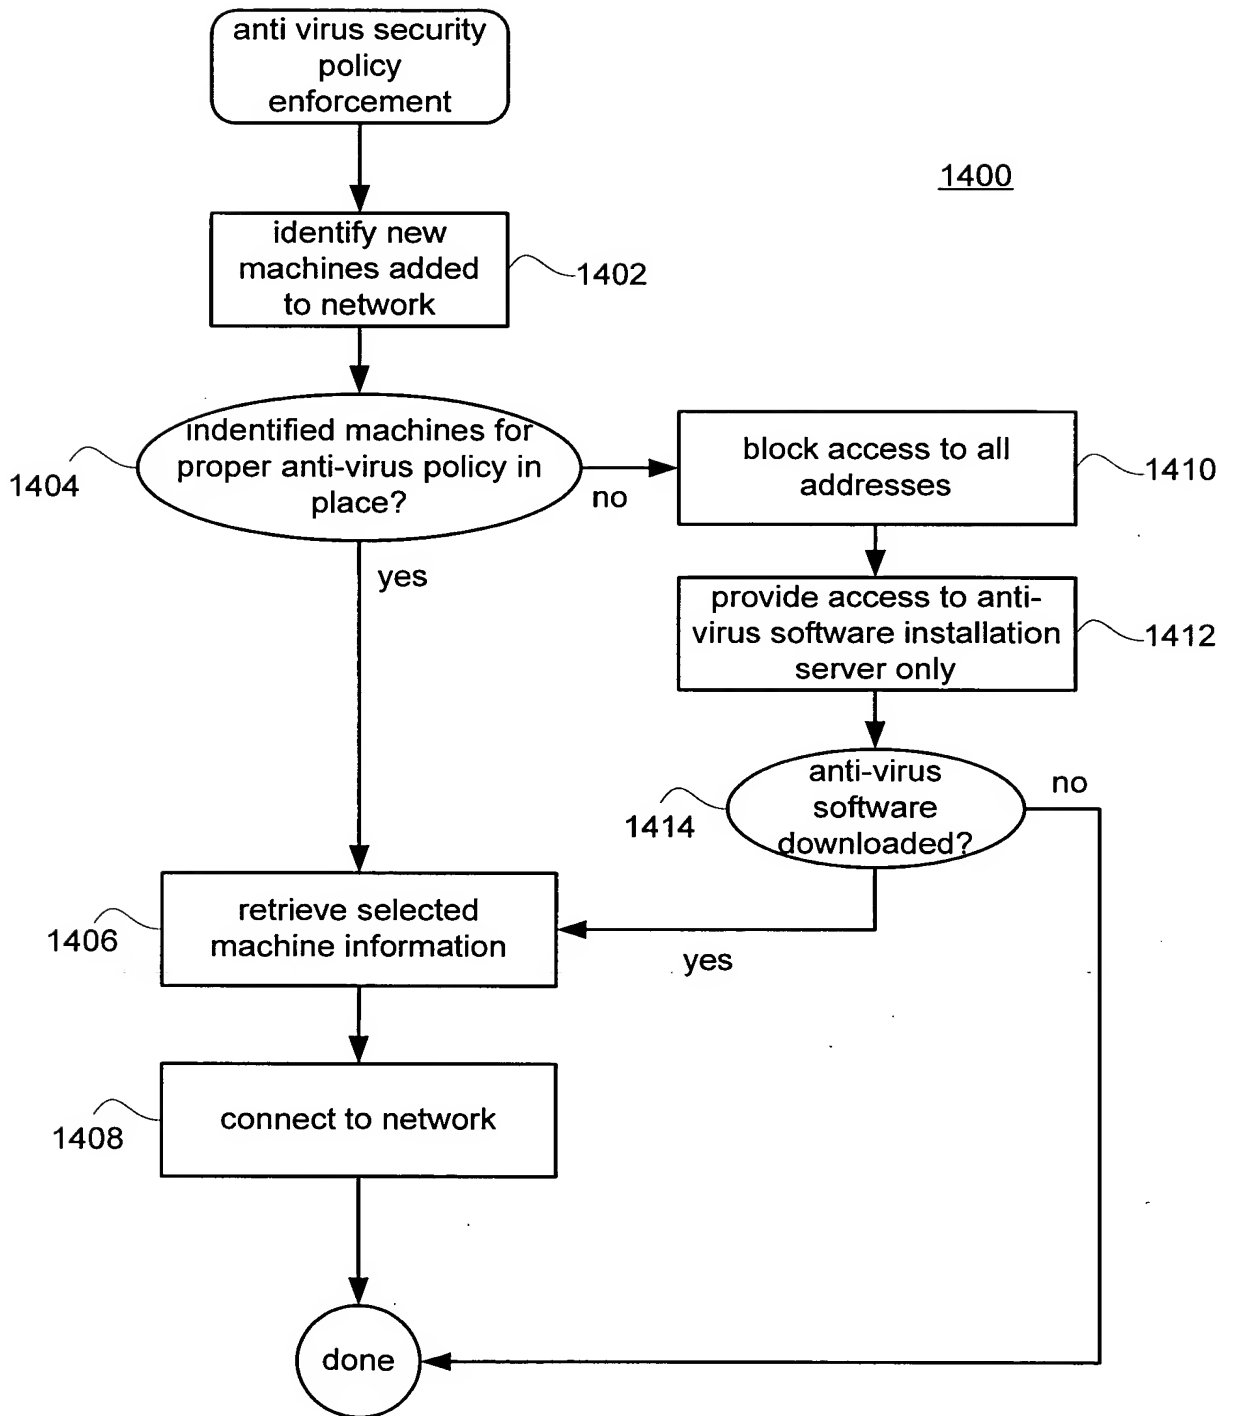 anti virus security
policy
enforcement
1400
identify new
machines added
to network
1402
indentified machines for
proper anti-virus policy in
place?
1404
no
yes
block access to all
addresses
1410
provide access to anti-
virus software installation
server only
1412
anti-virus
software
downloaded?
1414
no
yes
retrieve selected
machine information
1406
connect to network
1408
done